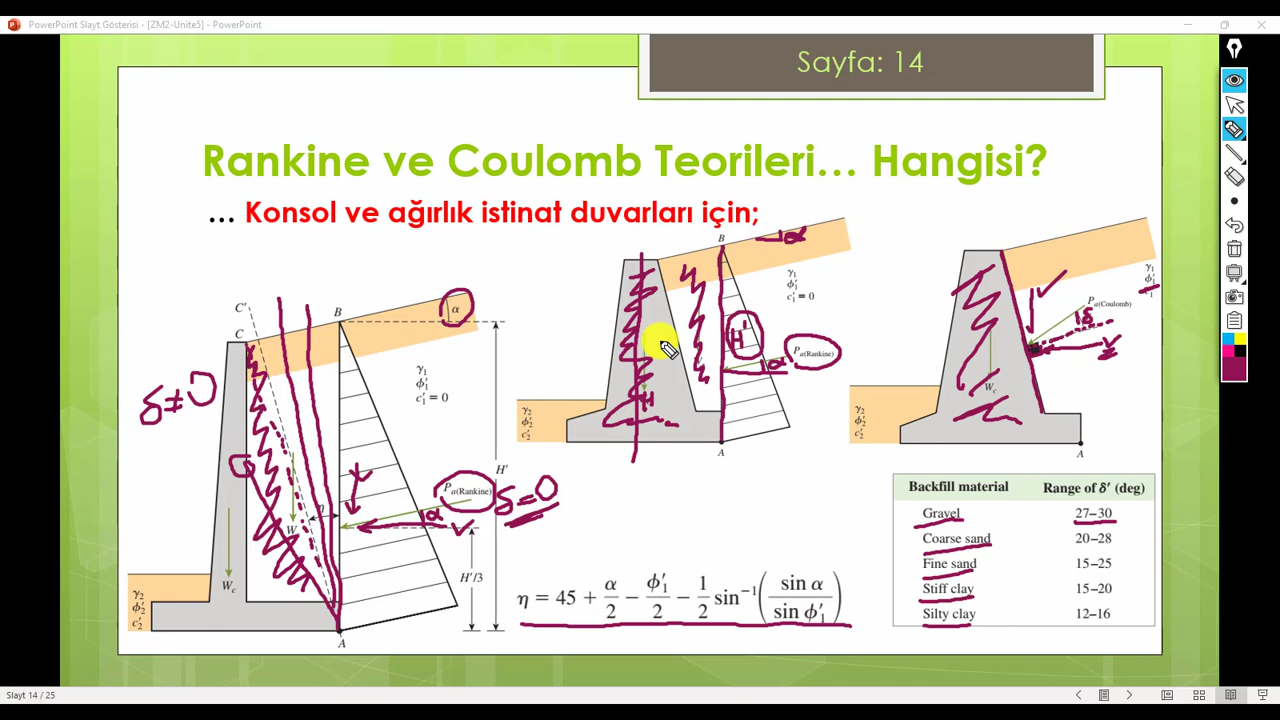 PowerPoint Slayt Gösterisi - [ZM2-Unite5] - PowerPoint
Sayfa: 14
Rankine ve Coulomb Teorileri... Hangisi?
... Konsol ve ağırlık istinat duvarları için;
C'
B
C
α
γ₁
ϕ'₁
c'₁ = 0
δ≠0
Pa(Rankine)
δ=0
α
η
W
H'
Wc
H'/3
γ₂
ϕ'₂
c'₂
A
B
α
γ₁
ϕ'₁
c'₁ = 0
H'
Pa(Rankine)
α
γ₂
ϕ'₂
c'₂
A
γ₁
ϕ'₁
c'₁
Pa(Coulomb)
δ
Wc
γ₂
ϕ'₂
c'₂
A
η = 45 + α/2 − ϕ'₁/2 − 1/2 sin⁻¹(sin α/sin ϕ'₁)
Backfill material Range of δ' (deg)
Gravel 27–30
Coarse sand 20–28
Fine sand 15–25
Stiff clay 15–20
Silty clay 12–16
Slayt 14 / 25